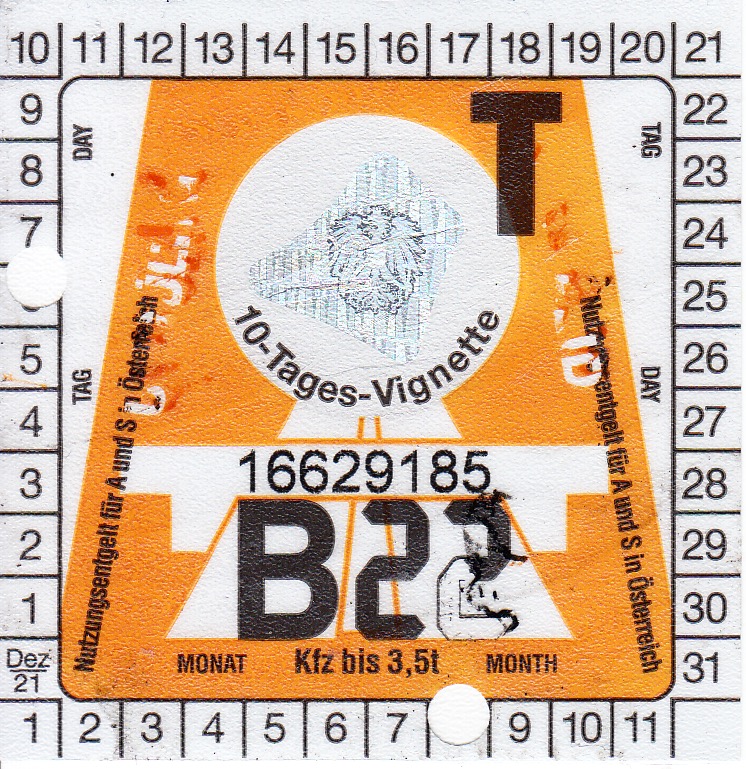 10 11 12 13 14 15 16 17 18 19 20 21
9 22
8 23
7 24
25
5 26
4 27
3 28
2 29
1 30
Dez 21 31
1 2 3 4 5 6 7 9 10 11
DAY
TAG
T
TAG
DAY
10-Tages-Vignette
Nutzungsentgelt für A und S in Österreich
Nutzungsentgelt für A und S in Österreich
16629185
B22
MONAT Kfz bis 3,5t MONTH